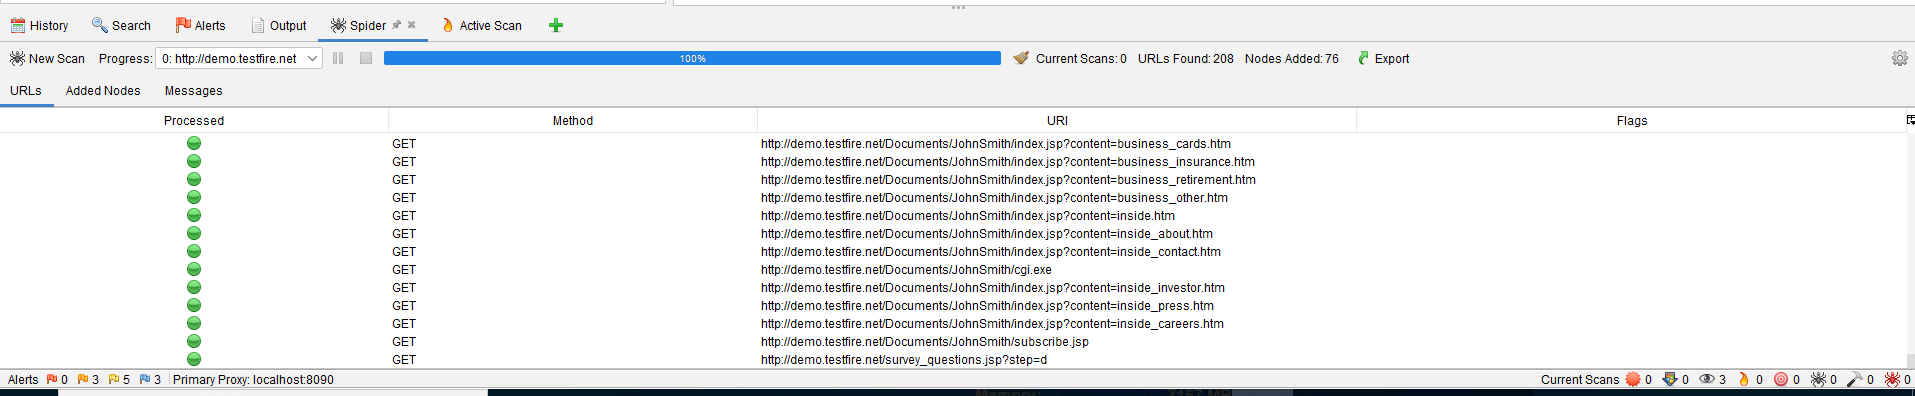 History Search Alerts Output Spider Active Scan
New Scan Progress: 0: http://demo.testfire.net 100% Current Scans: 0 URLs Found: 208 Nodes Added: 76 Export
URLs Added Nodes Messages
Processed Method URI Flags
GET http://demo.testfire.net/Documents/JohnSmith/index.jsp?content=business_cards.htm
GET http://demo.testfire.net/Documents/JohnSmith/index.jsp?content=business_insurance.htm
GET http://demo.testfire.net/Documents/JohnSmith/index.jsp?content=business_retirement.htm
GET http://demo.testfire.net/Documents/JohnSmith/index.jsp?content=business_other.htm
GET http://demo.testfire.net/Documents/JohnSmith/index.jsp?content=inside.htm
GET http://demo.testfire.net/Documents/JohnSmith/index.jsp?content=inside_about.htm
GET http://demo.testfire.net/Documents/JohnSmith/index.jsp?content=inside_contact.htm
GET http://demo.testfire.net/Documents/JohnSmith/cgi.exe
GET http://demo.testfire.net/Documents/JohnSmith/index.jsp?content=inside_investor.htm
GET http://demo.testfire.net/Documents/JohnSmith/index.jsp?content=inside_press.htm
GET http://demo.testfire.net/Documents/JohnSmith/index.jsp?content=inside_careers.htm
GET http://demo.testfire.net/Documents/JohnSmith/subscribe.jsp
GET http://demo.testfire.net/survey_questions.jsp?step=d
Alerts 0 3 5 3 Primary Proxy: localhost:8090 Current Scans 0 0 3 0 0 0 0 0